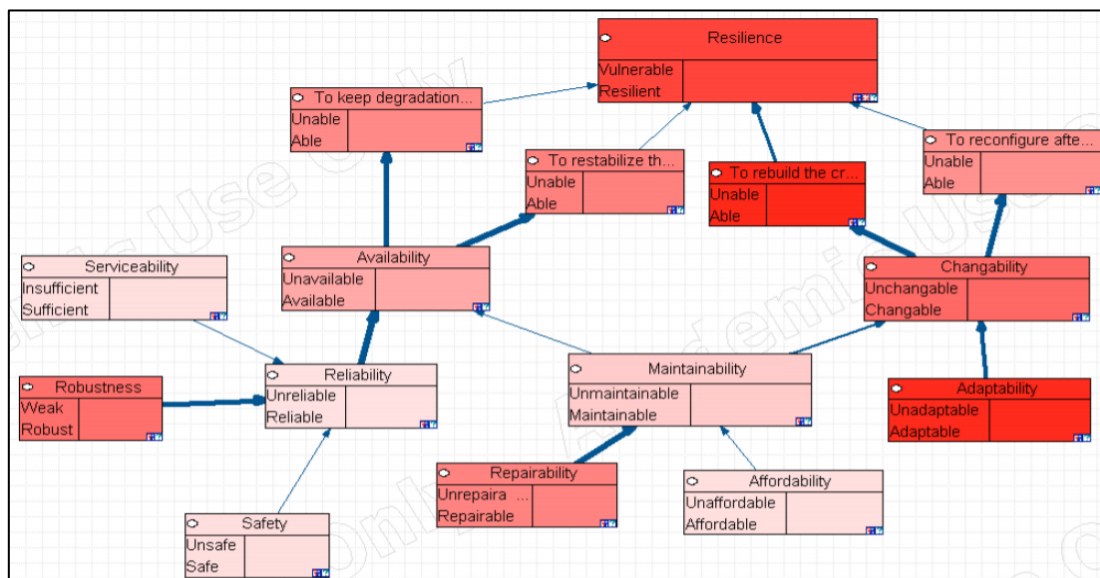 Resilience
Vulnerable
Resilient
To keep degradation...
Unable
Able
To restabilize th...
Unable
Able
To rebuild the cr...
Unable
Able
To reconfigure afte...
Unable
Able
Serviceability
Insufficient
Sufficient
Availability
Unavailable
Available
Changability
Unchangable
Changable
Robustness
Weak
Robust
Reliability
Unreliable
Reliable
Maintainability
Unmaintainable
Maintainable
Adaptability
Unadaptable
Adaptable
Repairability
Unrepaira ...
Repairable
Affordability
Unaffordable
Affordable
Safety
Unsafe
Safe